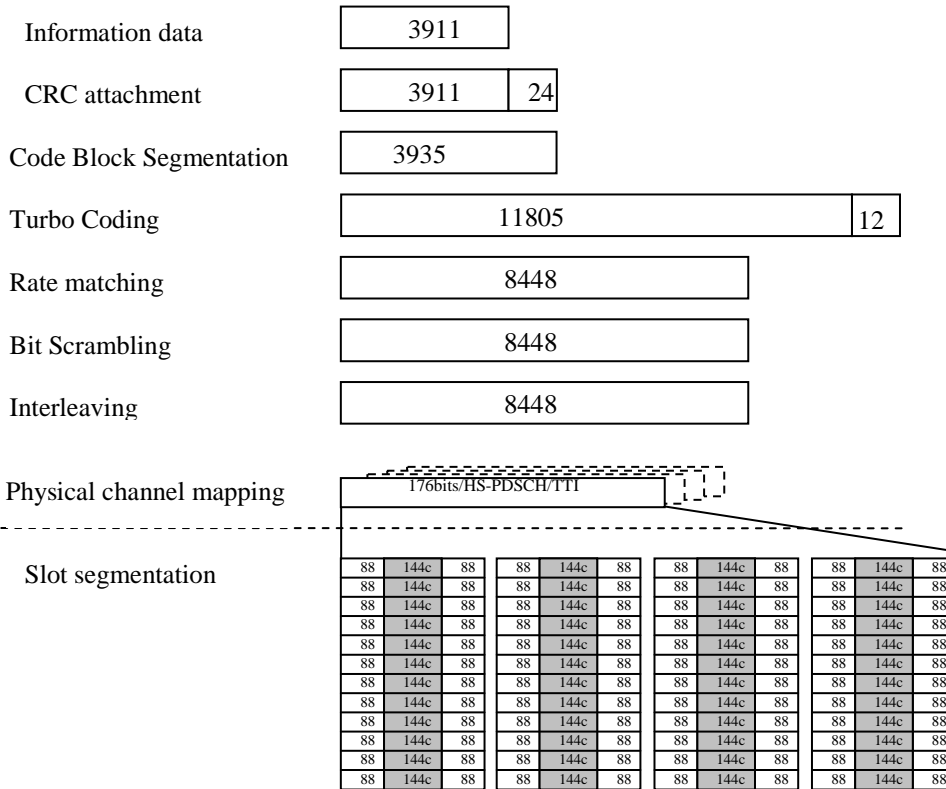 Information data 3911
CRC attachment 3911 24
Code Block Segmentation 3935
Turbo Coding 11805 12
Rate matching 8448
Bit Scrambling 8448
Interleaving 8448
Physical channel mapping 176bits/HS-PDSCH/TTI
Slot segmentation
88 144c 88 88 144c 88 88 144c 88 88 144c 88
88 144c 88 88 144c 88 88 144c 88 88 144c 88
88 144c 88 88 144c 88 88 144c 88 88 144c 88
88 144c 88 88 144c 88 88 144c 88 88 144c 88
88 144c 88 88 144c 88 88 144c 88 88 144c 88
88 144c 88 88 144c 88 88 144c 88 88 144c 88
88 144c 88 88 144c 88 88 144c 88 88 144c 88
88 144c 88 88 144c 88 88 144c 88 88 144c 88
88 144c 88 88 144c 88 88 144c 88 88 144c 88
88 144c 88 88 144c 88 88 144c 88 88 144c 88
88 144c 88 88 144c 88 88 144c 88 88 144c 88
88 144c 88 88 144c 88 88 144c 88 88 144c 88